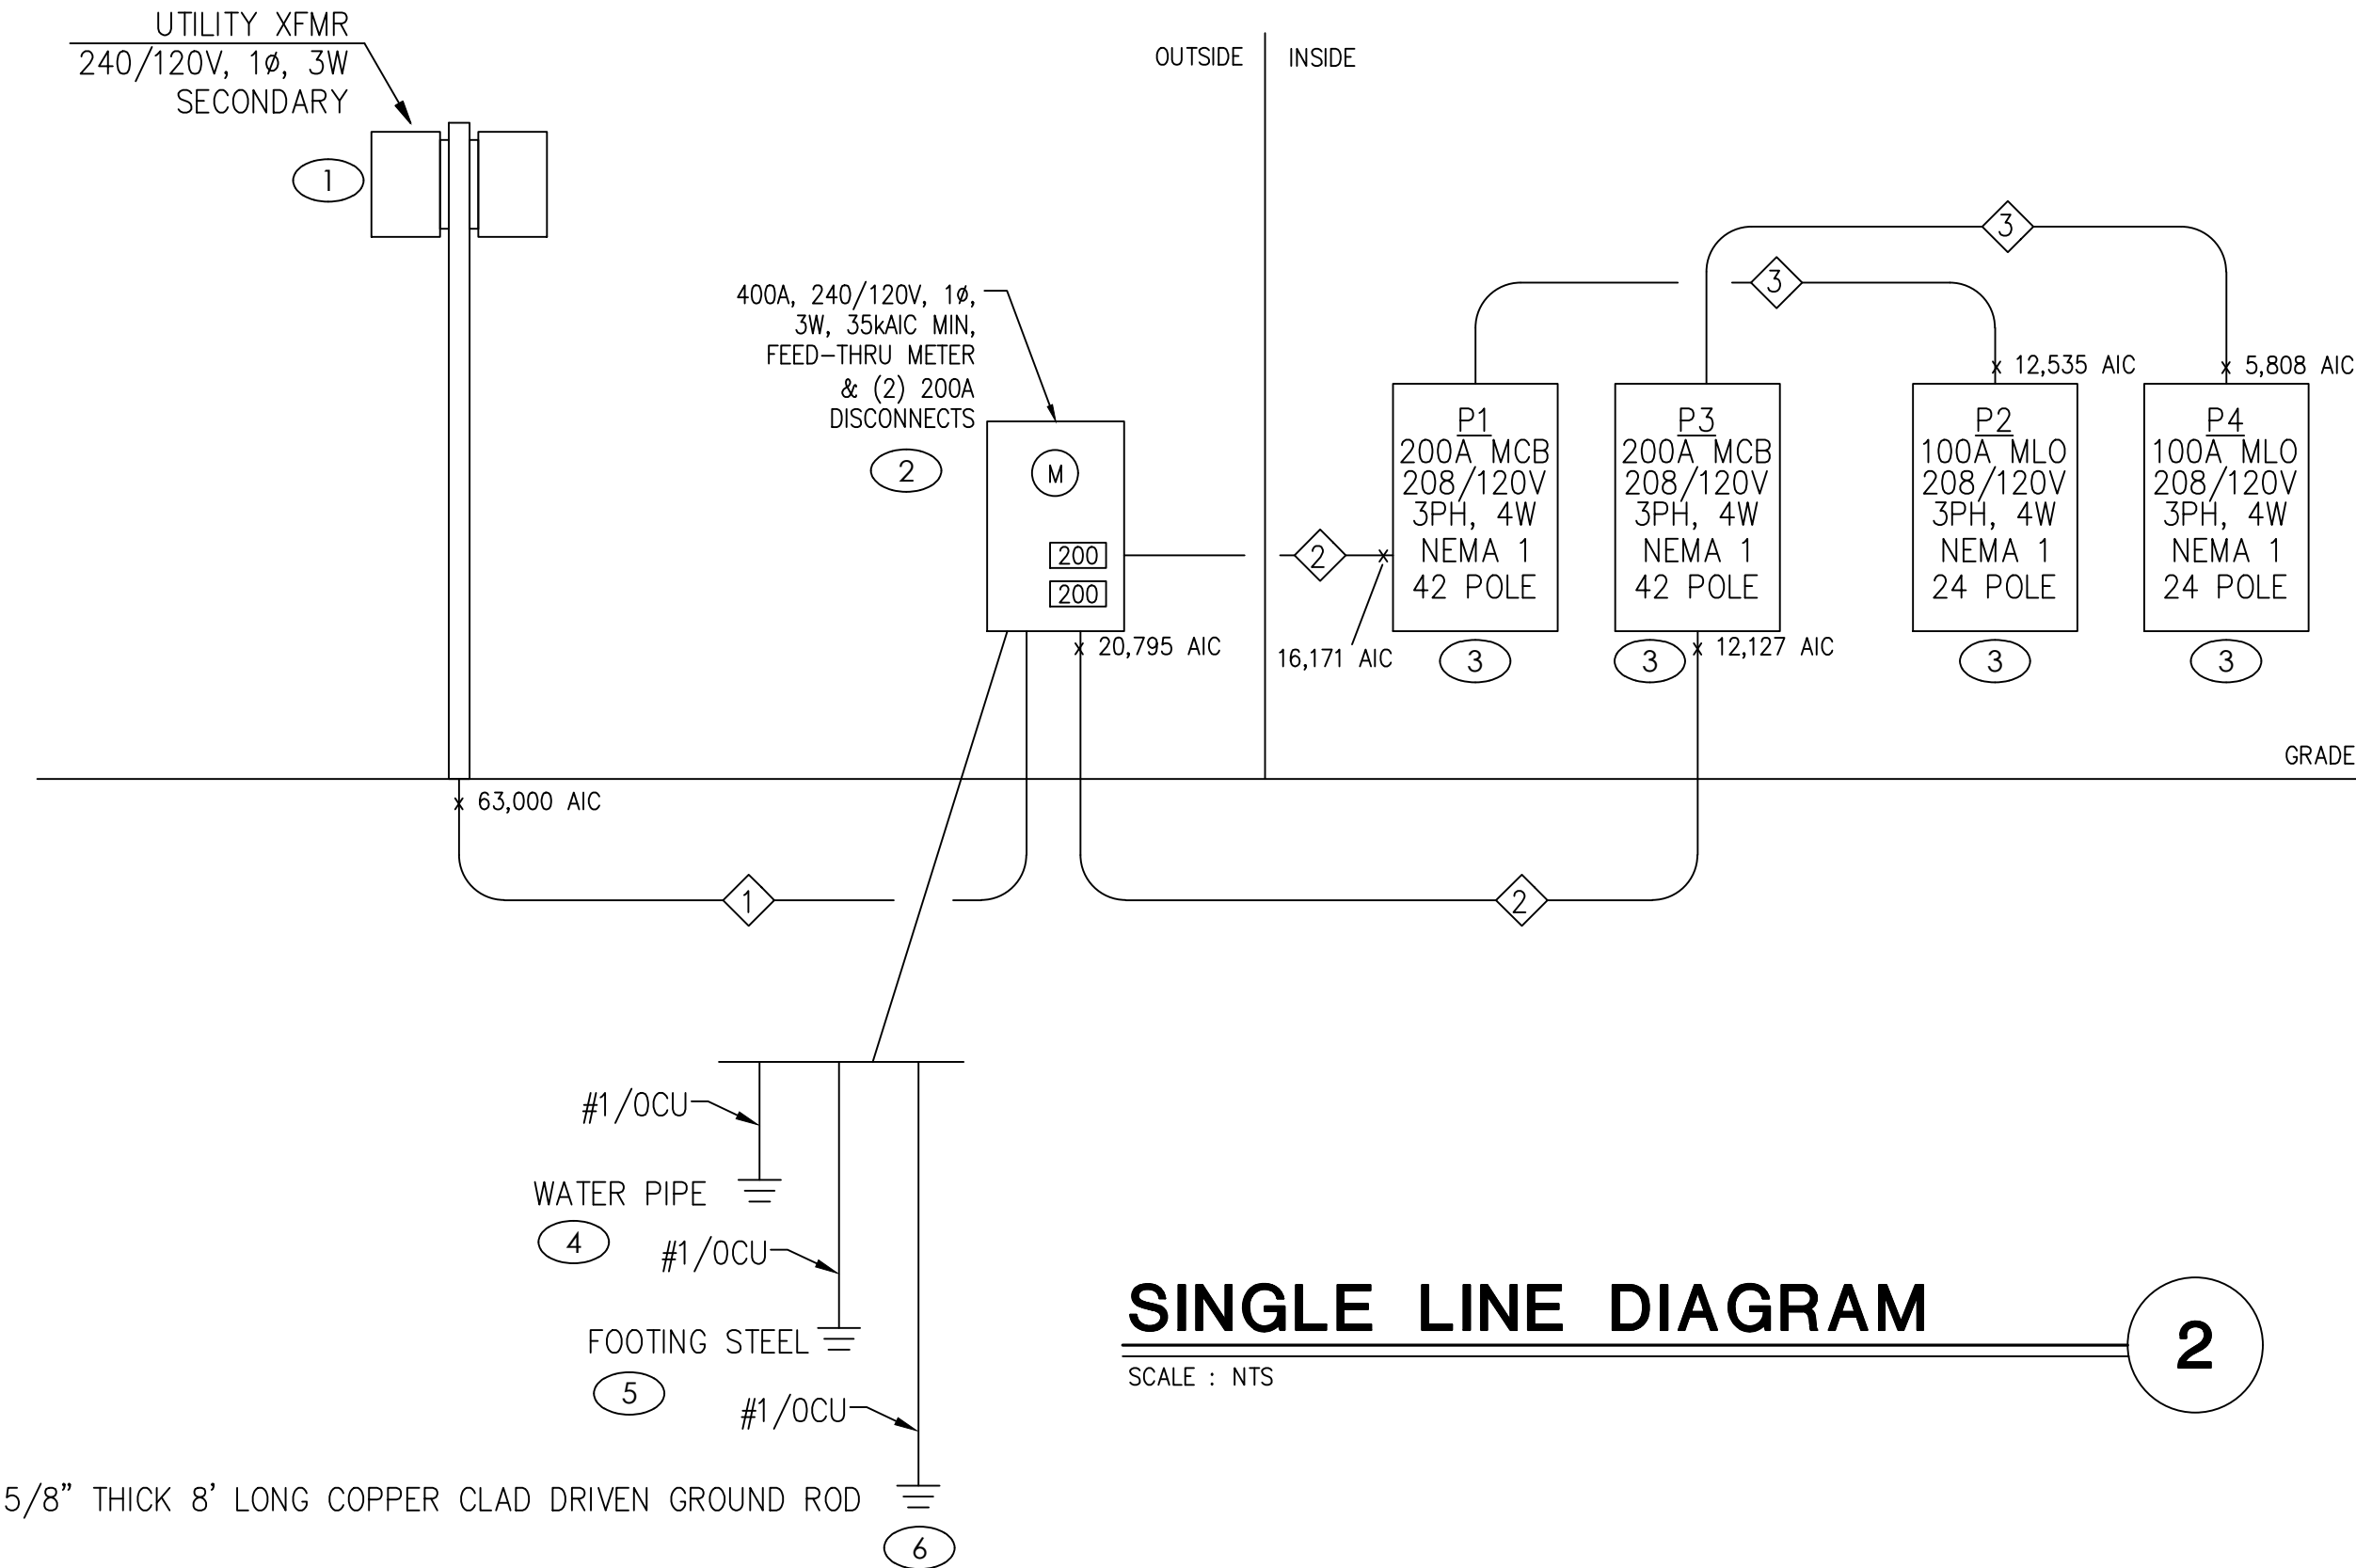 UTILITY XFMR
240/120V, 1ø, 3W
SECONDARY
1
OUTSIDE
INSIDE
400A, 240/120V, 1ø,
3W, 35kAIC MIN,
FEED-THRU METER
& (2) 200A
DISCONNECTS
2
M
200
200
20,795 AIC
2
16,171 AIC
3
3
12,535 AIC
5,808 AIC
P1
200A MCB
208/120V
3PH, 4W
NEMA 1
42 POLE
3
P3
200A MCB
208/120V
3PH, 4W
NEMA 1
42 POLE
3
12,127 AIC
P2
100A MLO
208/120V
3PH, 4W
NEMA 1
24 POLE
3
P4
100A MLO
208/120V
3PH, 4W
NEMA 1
24 POLE
3
GRADE
63,000 AIC
1
2
#1/0CU
WATER PIPE
4
#1/0CU
FOOTING STEEL
5
#1/0CU
5/8” THICK 8’ LONG COPPER CLAD DRIVEN GROUND ROD
6
SINGLE LINE DIAGRAM
SCALE : NTS
2